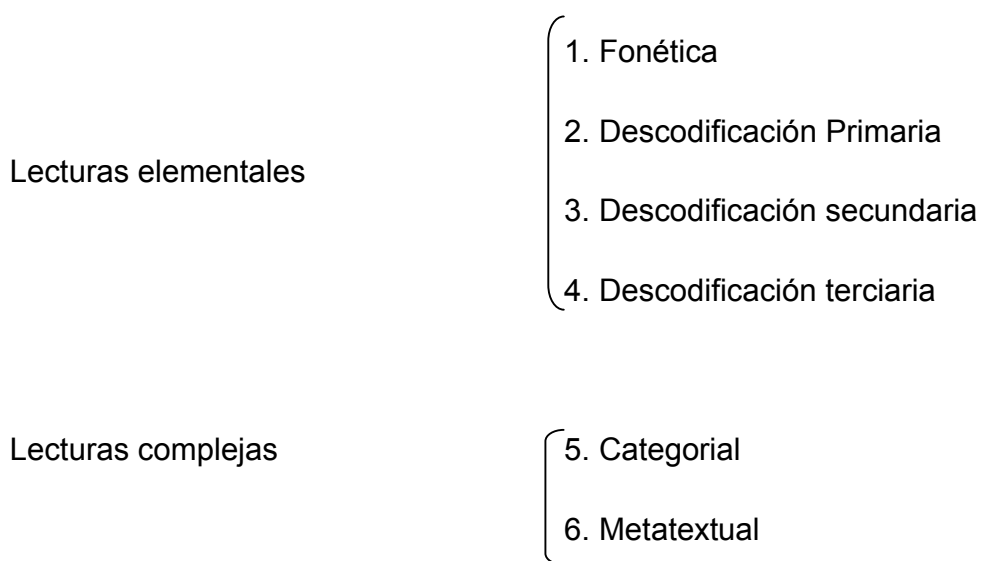 1. Fonética
2. Descodificación Primaria
Lecturas elementales
3. Descodificación secundaria
4. Descodificación terciaria
Lecturas complejas
5. Categorial
6. Metatextual